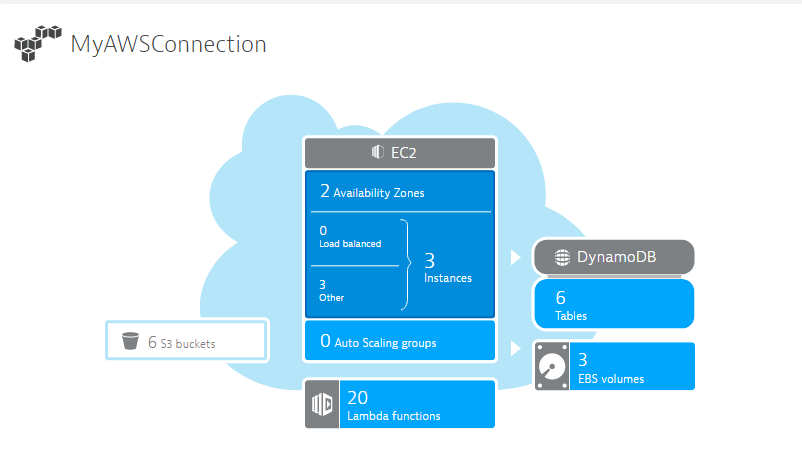 MyAWSConnection
EC2
2 Availability Zones
0
Load balanced
3
Other
3
Instances
0 Auto Scaling groups
DynamoDB
6
Tables
6 S3 buckets
3
EBS volumes
20
Lambda functions